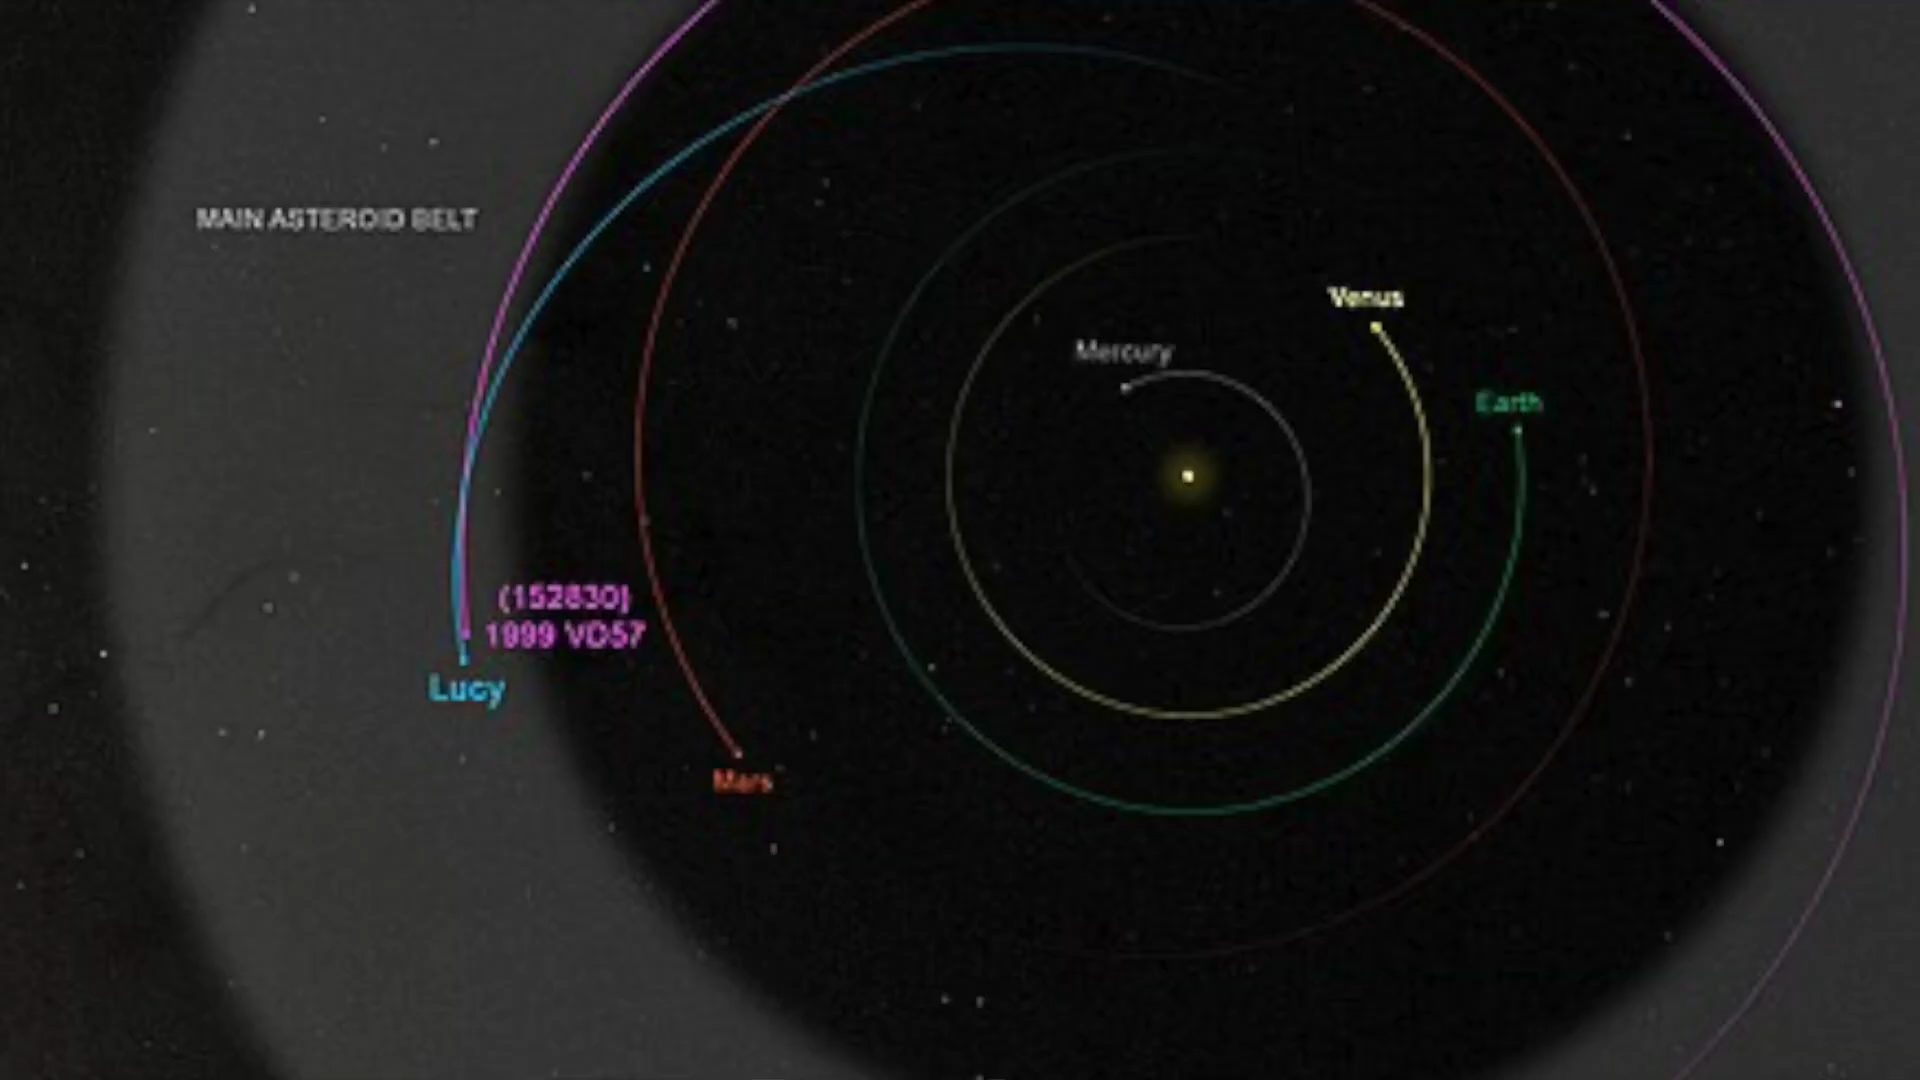 MAIN ASTEROID BELT
Venus
Mercury
Earth
(152830)
1999 VD57
Lucy
Mars